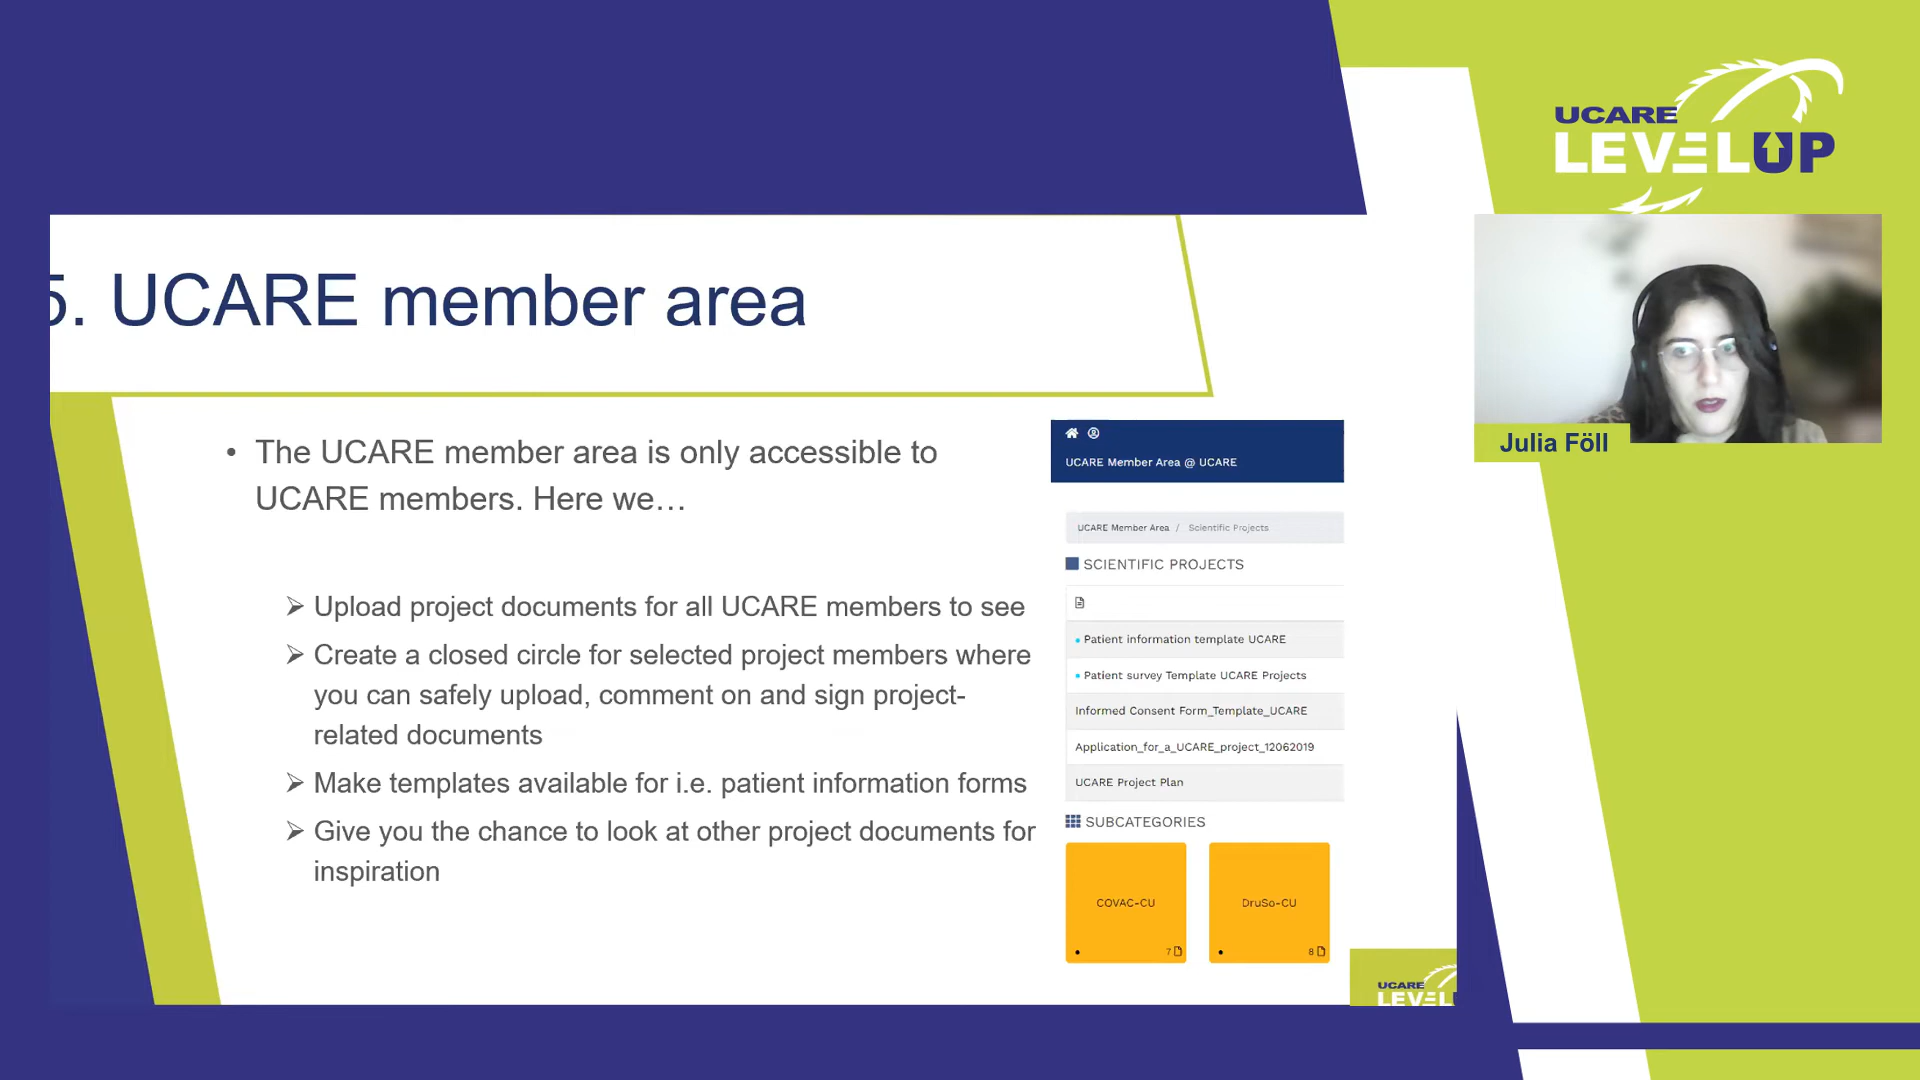 UCARE
LEVELUP
5. UCARE member area
Julia Föll
• The UCARE member area is only accessible to
UCARE members. Here we…
➢ Upload project documents for all UCARE members to see
➢ Create a closed circle for selected project members where
you can safely upload, comment on and sign project-
related documents
➢ Make templates available for i.e. patient information forms
➢ Give you the chance to look at other project documents for
inspiration
UCARE Member Area @ UCARE
UCARE Member Area / Scientific Projects
SCIENTIFIC PROJECTS
• Patient information template UCARE
• Patient survey Template UCARE Projects
Informed Consent Form_Template_UCARE
Application_for_a_UCARE_project_12062019
UCARE Project Plan
SUBCATEGORIES
COVAC-CU
7
DruSo-CU
8
UCARE
LEVEL